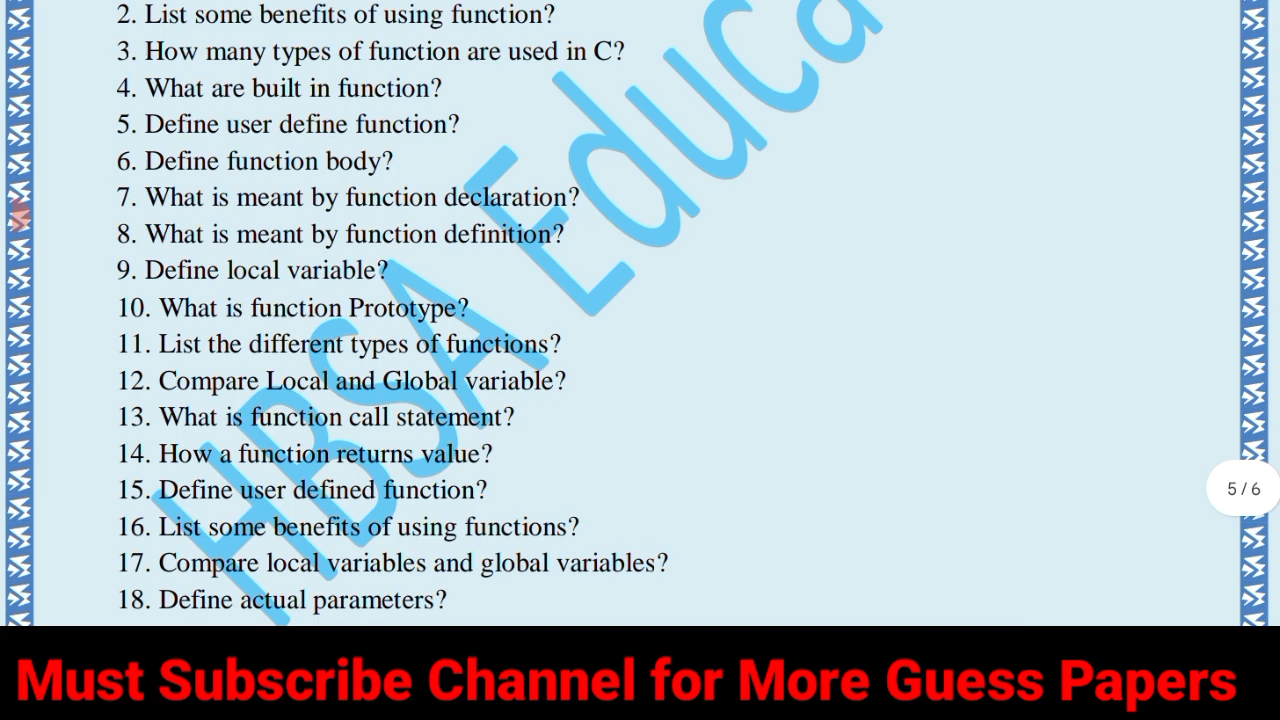 2. List some benefits of using function?
3. How many types of function are used in C?
4. What are built in function?
5. Define user define function?
6. Define function body?
7. What is meant by function declaration?
8. What is meant by function definition?
9. Define local variable?
10. What is function Prototype?
11. List the different types of functions?
12. Compare Local and Global variable?
13. What is function call statement?
14. How a function returns value?
15. Define user defined function?
16. List some benefits of using functions?
17. Compare local variables and global variables?
18. Define actual parameters?
HBSA Educa
5 / 6
Must Subscribe Channel for More Guess Papers